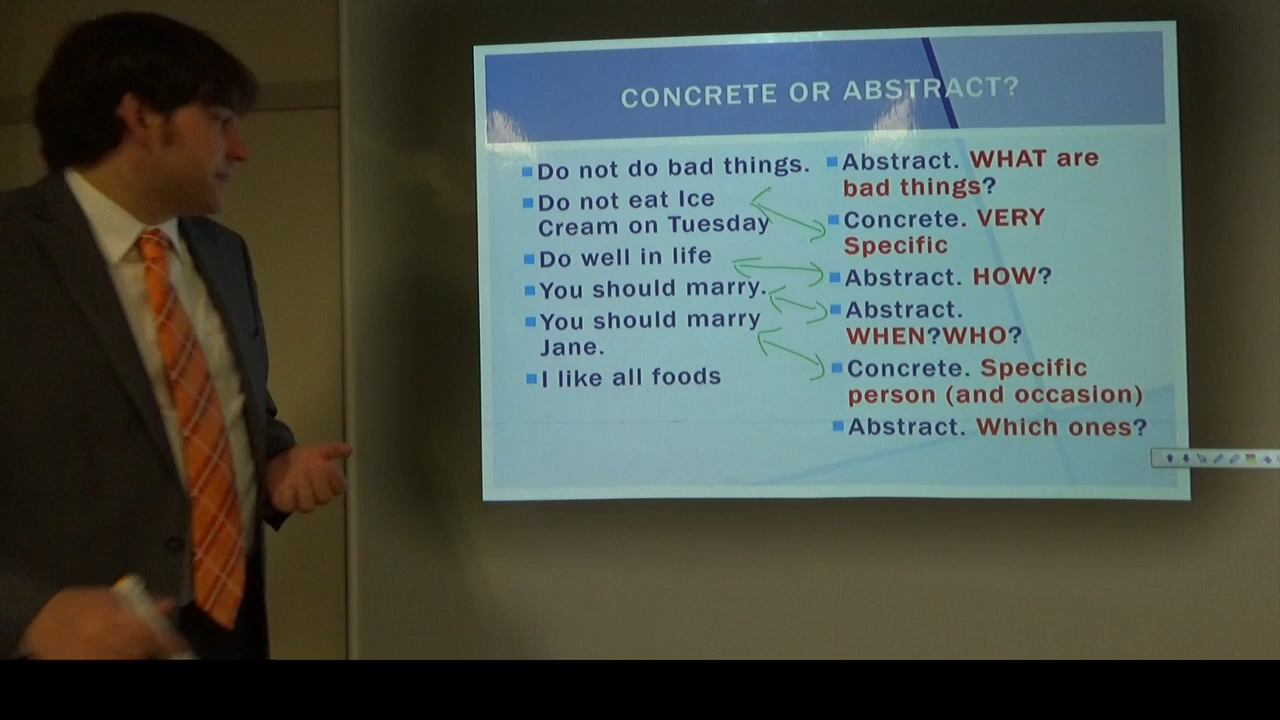 CONCRETE OR ABSTRACT?
Do not do bad things.
Do not eat Ice
Cream on Tuesday
Do well in life
You should marry.
You should marry
Jane.
I like all foods
Abstract. WHAT are
bad things?
Concrete. VERY
Specific
Abstract. HOW?
Abstract.
WHEN?WHO?
Concrete. Specific
person (and occasion)
Abstract. Which ones?